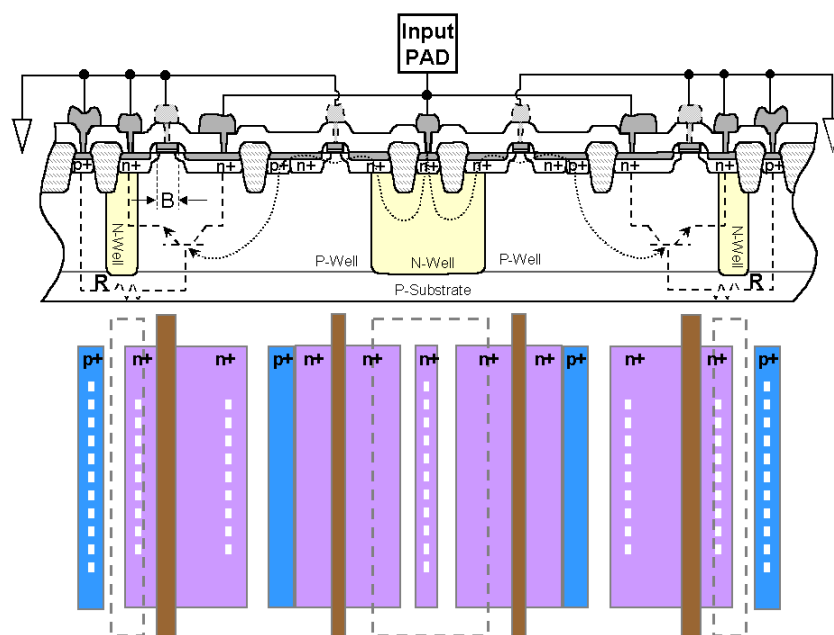 Input
PAD
p+ n+ n+ p+ n+ n+ n+ n+ n+ p+ n+ n+ p+
B
N-Well
P-Well
N-Well
P-Well
N-Well
R
R
P-Substrate
p+ n+ n+ p+ n+ n+ n+ n+ n+ p+ n+ n+ p+